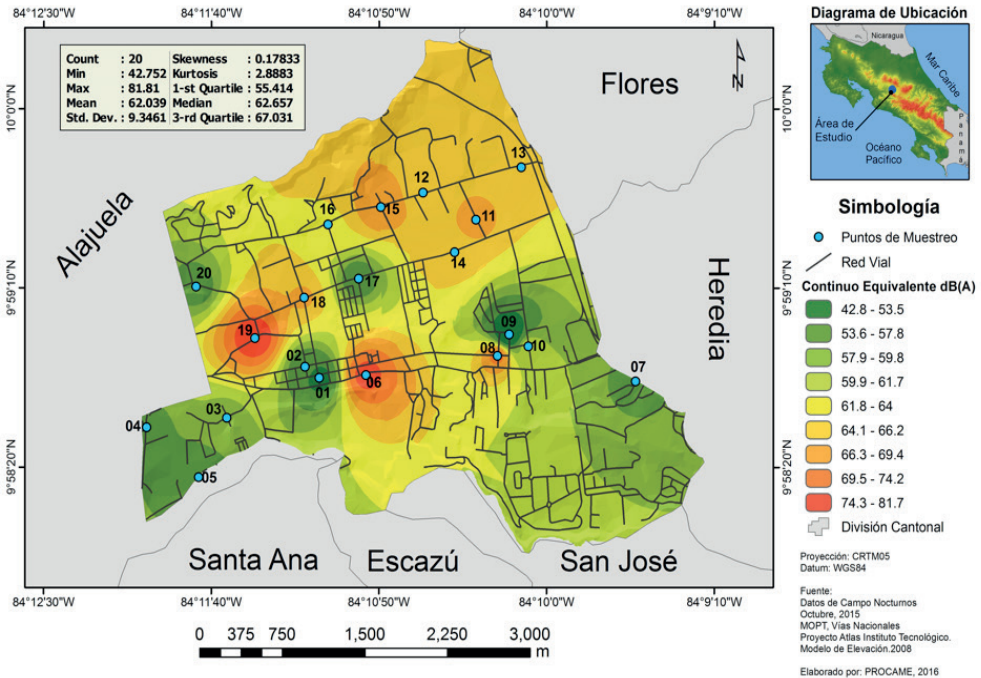 84°12'30"W 84°11'40"W 84°10'50"W 84°10'0"W 84°9'10"W
Count : 20 Skewness : 0.17833
Min : 42.752 Kurtosis : 2.8883
Max : 81.81 1-st Quartile : 55.414
Mean : 62.039 Median : 62.657
Std. Dev. : 9.3461 3-rd Quartile : 67.031
N
Flores
Alajuela
Heredia
Santa Ana
Escazú
San José
10°0'0"N
9°59'10"N
9°58'20"N
10°0'0"N
9°59'10"N
9°58'20"N
13
12
15
11
16
14
20
17
18
19
09
10
08
02
01
06
07
03
04
05
84°12'30"W 84°11'40"W 84°10'50"W 84°10'0"W 84°9'10"W
0 375 750 1,500 2,250 3,000
m
Diagrama de Ubicación
Nicaragua
Mar Caribe
Área de
Estudio
Océano
Pacífico
Panamá
Simbología
Puntos de Muestreo
Red Vial
Continuo Equivalente dB(A)
42.8 - 53.5
53.6 - 57.8
57.9 - 59.8
59.9 - 61.7
61.8 - 64
64.1 - 66.2
66.3 - 69.4
69.5 - 74.2
74.3 - 81.7
División Cantonal
Proyección: CRTM05
Datum: WGS84
Fuente:
Datos de Campo Nocturnos
Octubre, 2015
MOPT, Vías Nacionales
Proyecto Atlas Instituto Tecnológico.
Modelo de Elevación.2008
Elaborado por: PROCAME, 2016